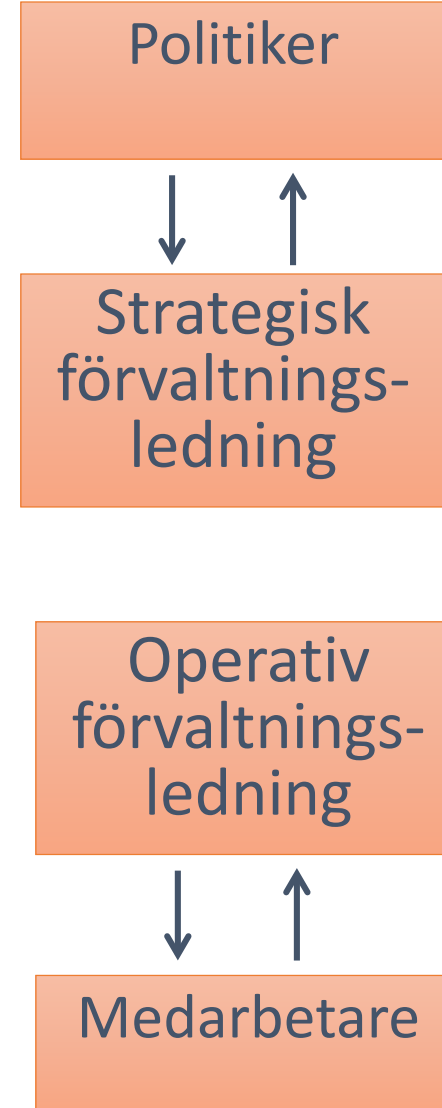 Politiker
Strategisk
förvaltnings-
ledning
Operativ
förvaltnings-
ledning
Medarbetare